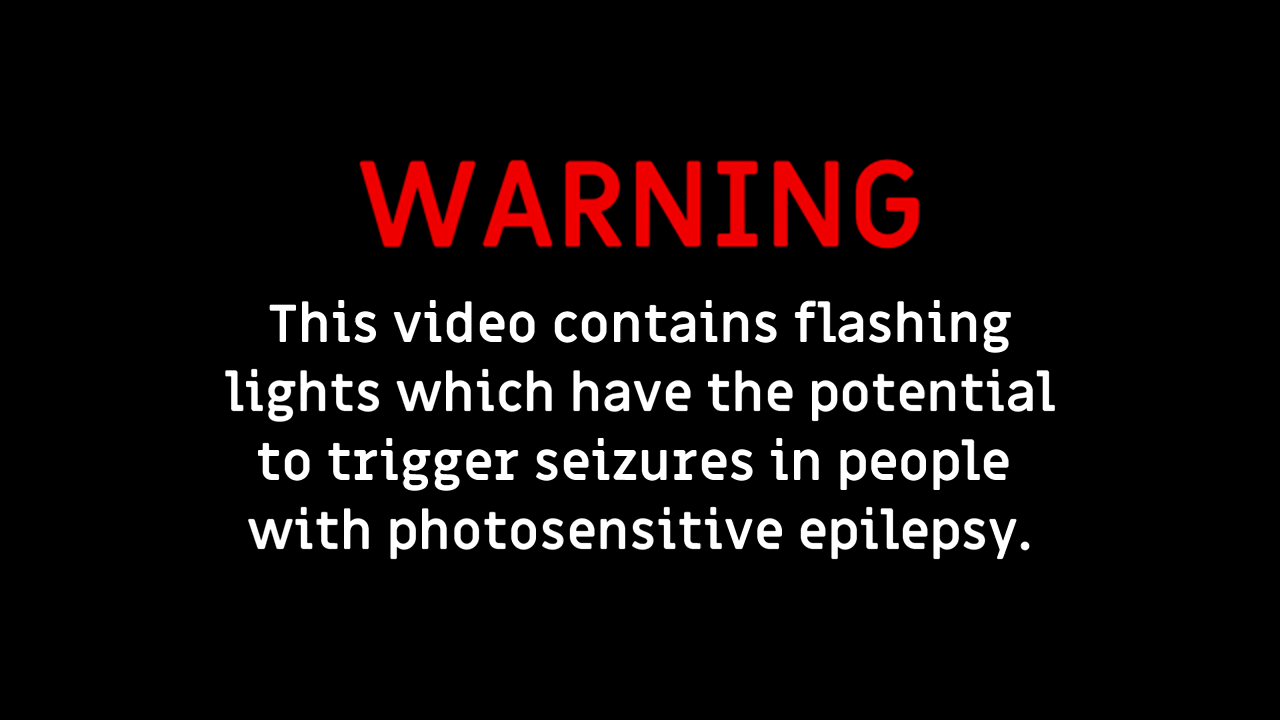 WARNING
This video contains flashing
lights which have the potential
to trigger seizures in people
with photosensitive epilepsy.